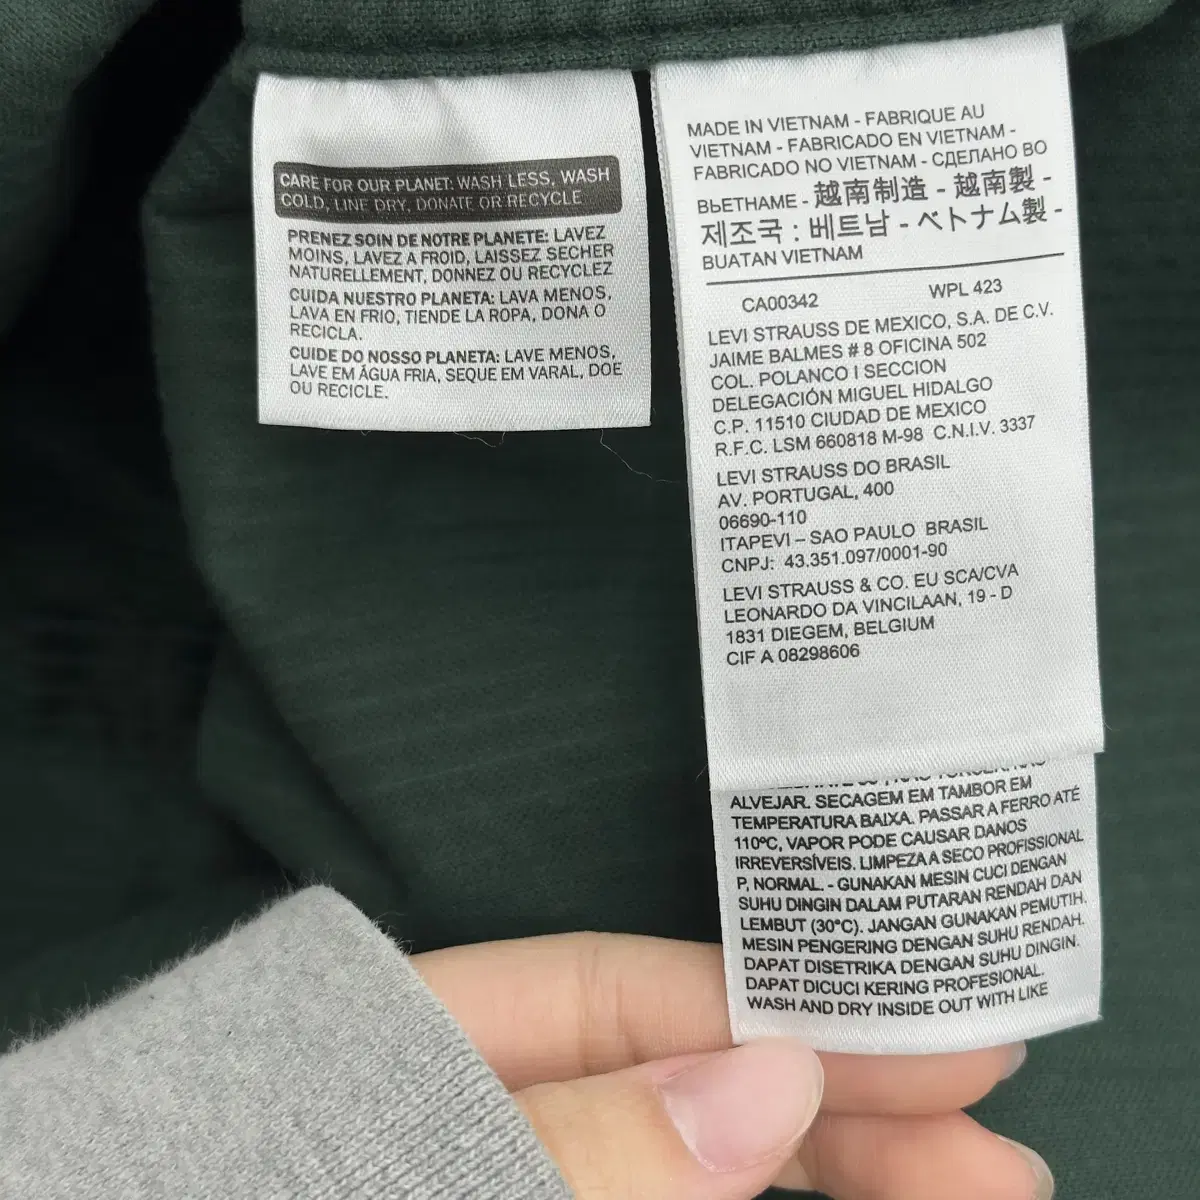 CARE FOR OUR PLANET: WASH LESS, WASH
COLD, LINE DRY, DONATE OR RECYCLE
PRENEZ SOIN DE NOTRE PLANETE: LAVEZ
MOINS, LAVEZ A FROID, LAISSEZ SECHER
NATURELLEMENT, DONNEZ OU RECYCLEZ
CUIDA NUESTRO PLANETA: LAVA MENOS,
LAVA EN FRIO, TIENDE LA ROPA, DONA O
RECICLA.
CUIDE DO NOSSO PLANETA: LAVE MENOS,
LAVE EM ÁGUA FRIA, SEQUE EM VARAL, DOE
OU RECICLE.
MADE IN VIETNAM - FABRIQUE AU
VIETNAM - FABRICADO EN VIETNAM -
FABRICADO NO VIETNAM - СДЕЛАНО ВО
ВЬЕТНАМЕ - 越南制造 - 越南製 -
제조국 : 베트남 - ベトナム製 -
BUATAN VIETNAM
CA00342 WPL 423
LEVI STRAUSS DE MEXICO, S.A. DE C.V.
JAIME BALMES # 8 OFICINA 502
COL. POLANCO I SECCION
DELEGACIÓN MIGUEL HIDALGO
C.P. 11510 CIUDAD DE MEXICO
R.F.C. LSM 660818 M-98 C.N.I.V. 3337
LEVI STRAUSS DO BRASIL
AV. PORTUGAL, 400
06690-110
ITAPEVI – SAO PAULO BRASIL
CNPJ: 43.351.097/0001-90
LEVI STRAUSS & CO. EU SCA/CVA
LEONARDO DA VINCILAAN, 19 - D
1831 DIEGEM, BELGIUM
CIF A 08298606
ALVEJAR. SECAGEM EM TAMBOR EM
TEMPERATURA BAIXA. PASSAR A FERRO ATÉ
110ºC, VAPOR PODE CAUSAR DANOS
IRREVERSÍVEIS. LIMPEZA A SECO PROFISSIONAL
P, NORMAL. - GUNAKAN MESIN CUCI DENGAN
SUHU DINGIN DALAM PUTARAN RENDAH DAN
LEMBUT (30°C). JANGAN GUNAKAN PEMUTIH.
MESIN PENGERING DENGAN SUHU RENDAH.
DAPAT DISETRIKA DENGAN SUHU DINGIN.
DAPAT DICUCI KERING PROFESIONAL.
WASH AND DRY INSIDE OUT WITH LIKE